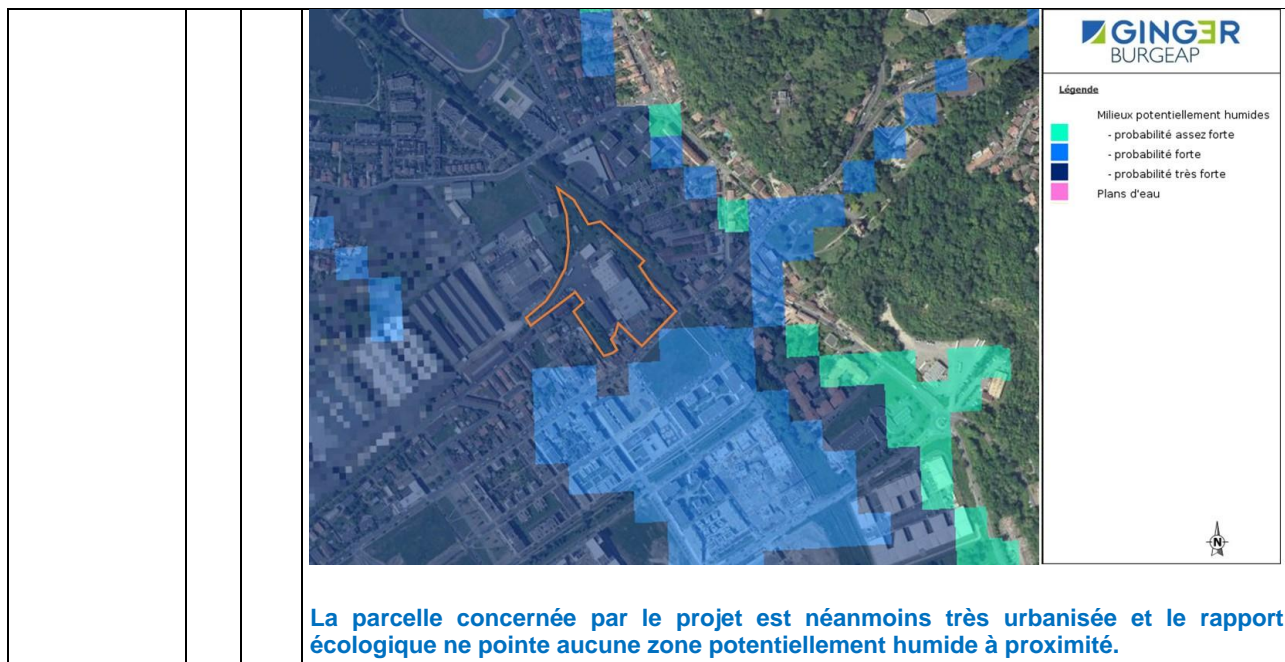 GINGER
BURGEAP
Légende
Milieux potentiellement humides
- probabilité assez forte
- probabilité forte
- probabilité très forte
Plans d'eau
N
La parcelle concernée par le projet est néanmoins très urbanisée et le rapport
écologique ne pointe aucune zone potentiellement humide à proximité.